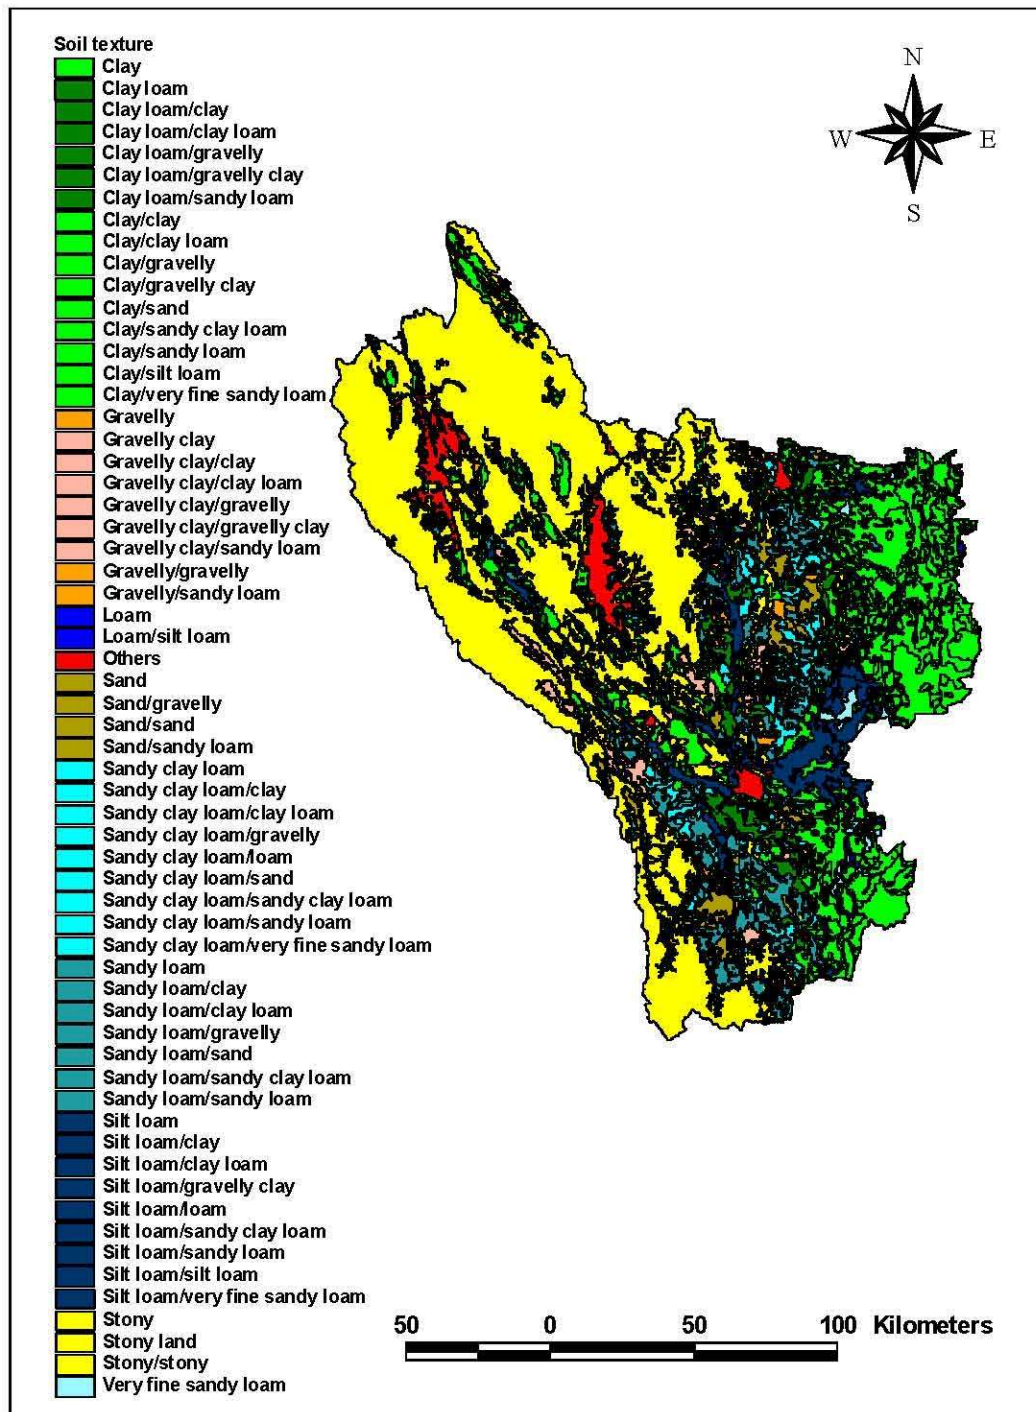 Soil texture
Clay
Clay loam
Clay loam/clay
Clay loam/clay loam
Clay loam/gravelly
Clay loam/gravelly clay
Clay loam/sandy loam
Clay/clay
Clay/clay loam
Clay/gravelly
Clay/gravelly clay
Clay/sand
Clay/sandy clay loam
Clay/sandy loam
Clay/silt loam
Clay/very fine sandy loam
Gravelly
Gravelly clay
Gravelly clay/clay
Gravelly clay/clay loam
Gravelly clay/gravelly
Gravelly clay/gravelly clay
Gravelly clay/sandy loam
Gravelly/gravelly
Gravelly/sandy loam
Loam
Loam/silt loam
Others
Sand
Sand/gravelly
Sand/sand
Sand/sandy loam
Sandy clay loam
Sandy clay loam/clay
Sandy clay loam/clay loam
Sandy clay loam/gravelly
Sandy clay loam/loam
Sandy clay loam/sand
Sandy clay loam/sandy clay loam
Sandy clay loam/sandy loam
Sandy clay loam/very fine sandy loam
Sandy loam
Sandy loam/clay
Sandy loam/clay loam
Sandy loam/gravelly
Sandy loam/sand
Sandy loam/sandy clay loam
Sandy loam/sandy loam
Silt loam
Silt loam/clay
Silt loam/clay loam
Silt loam/gravelly clay
Silt loam/loam
Silt loam/sandy clay loam
Silt loam/sandy loam
Silt loam/silt loam
Silt loam/very fine sandy loam
Stony
Stony land
Stony/stony
Very fine sandy loam
N
W E
S
50 0 50 100 Kilometers